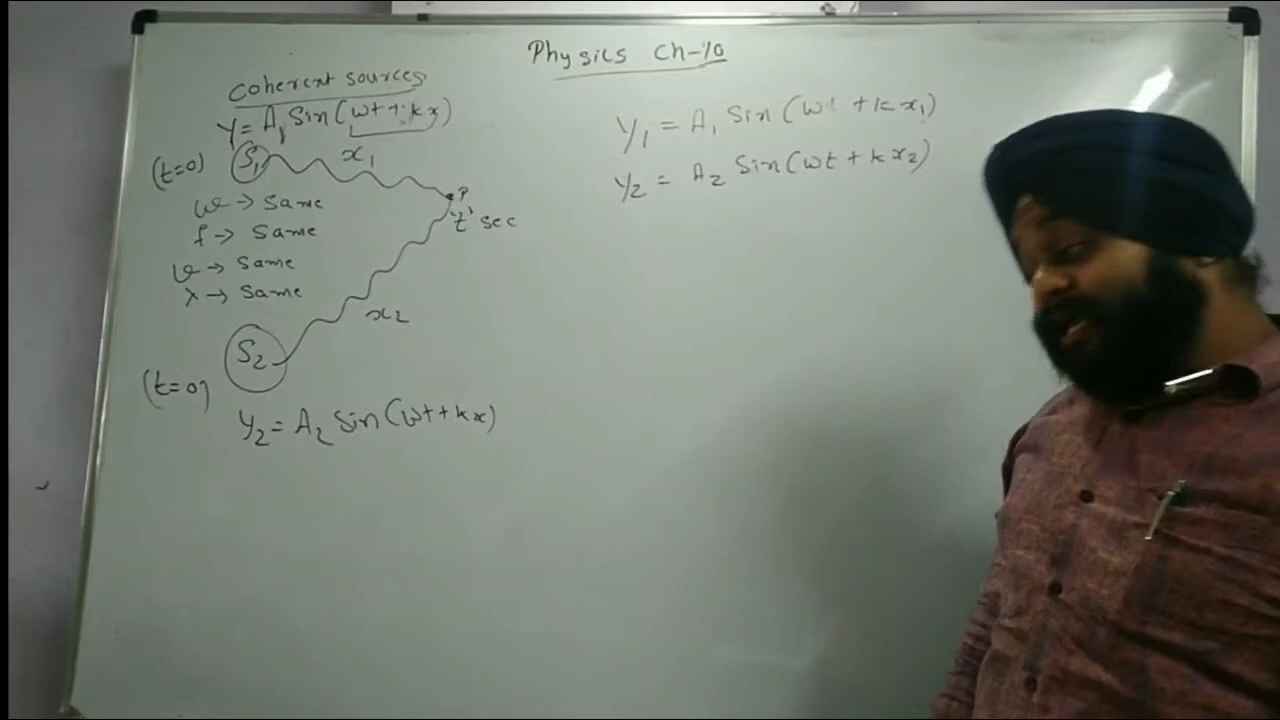 Physics Ch-10
Coherent sources
Y = A₁ Sin (ωt + kx)
(t=0) S₁ x₁
P
't' sec
ω → Same
f → Same
v → Same
λ → Same
x₂
S₂
(t=0)
Y₂ = A₂ Sin (ωt + kx)
Y₁ = A₁ Sin (ωt + kx₁)
Y₂ = A₂ Sin (ωt + kx₂)